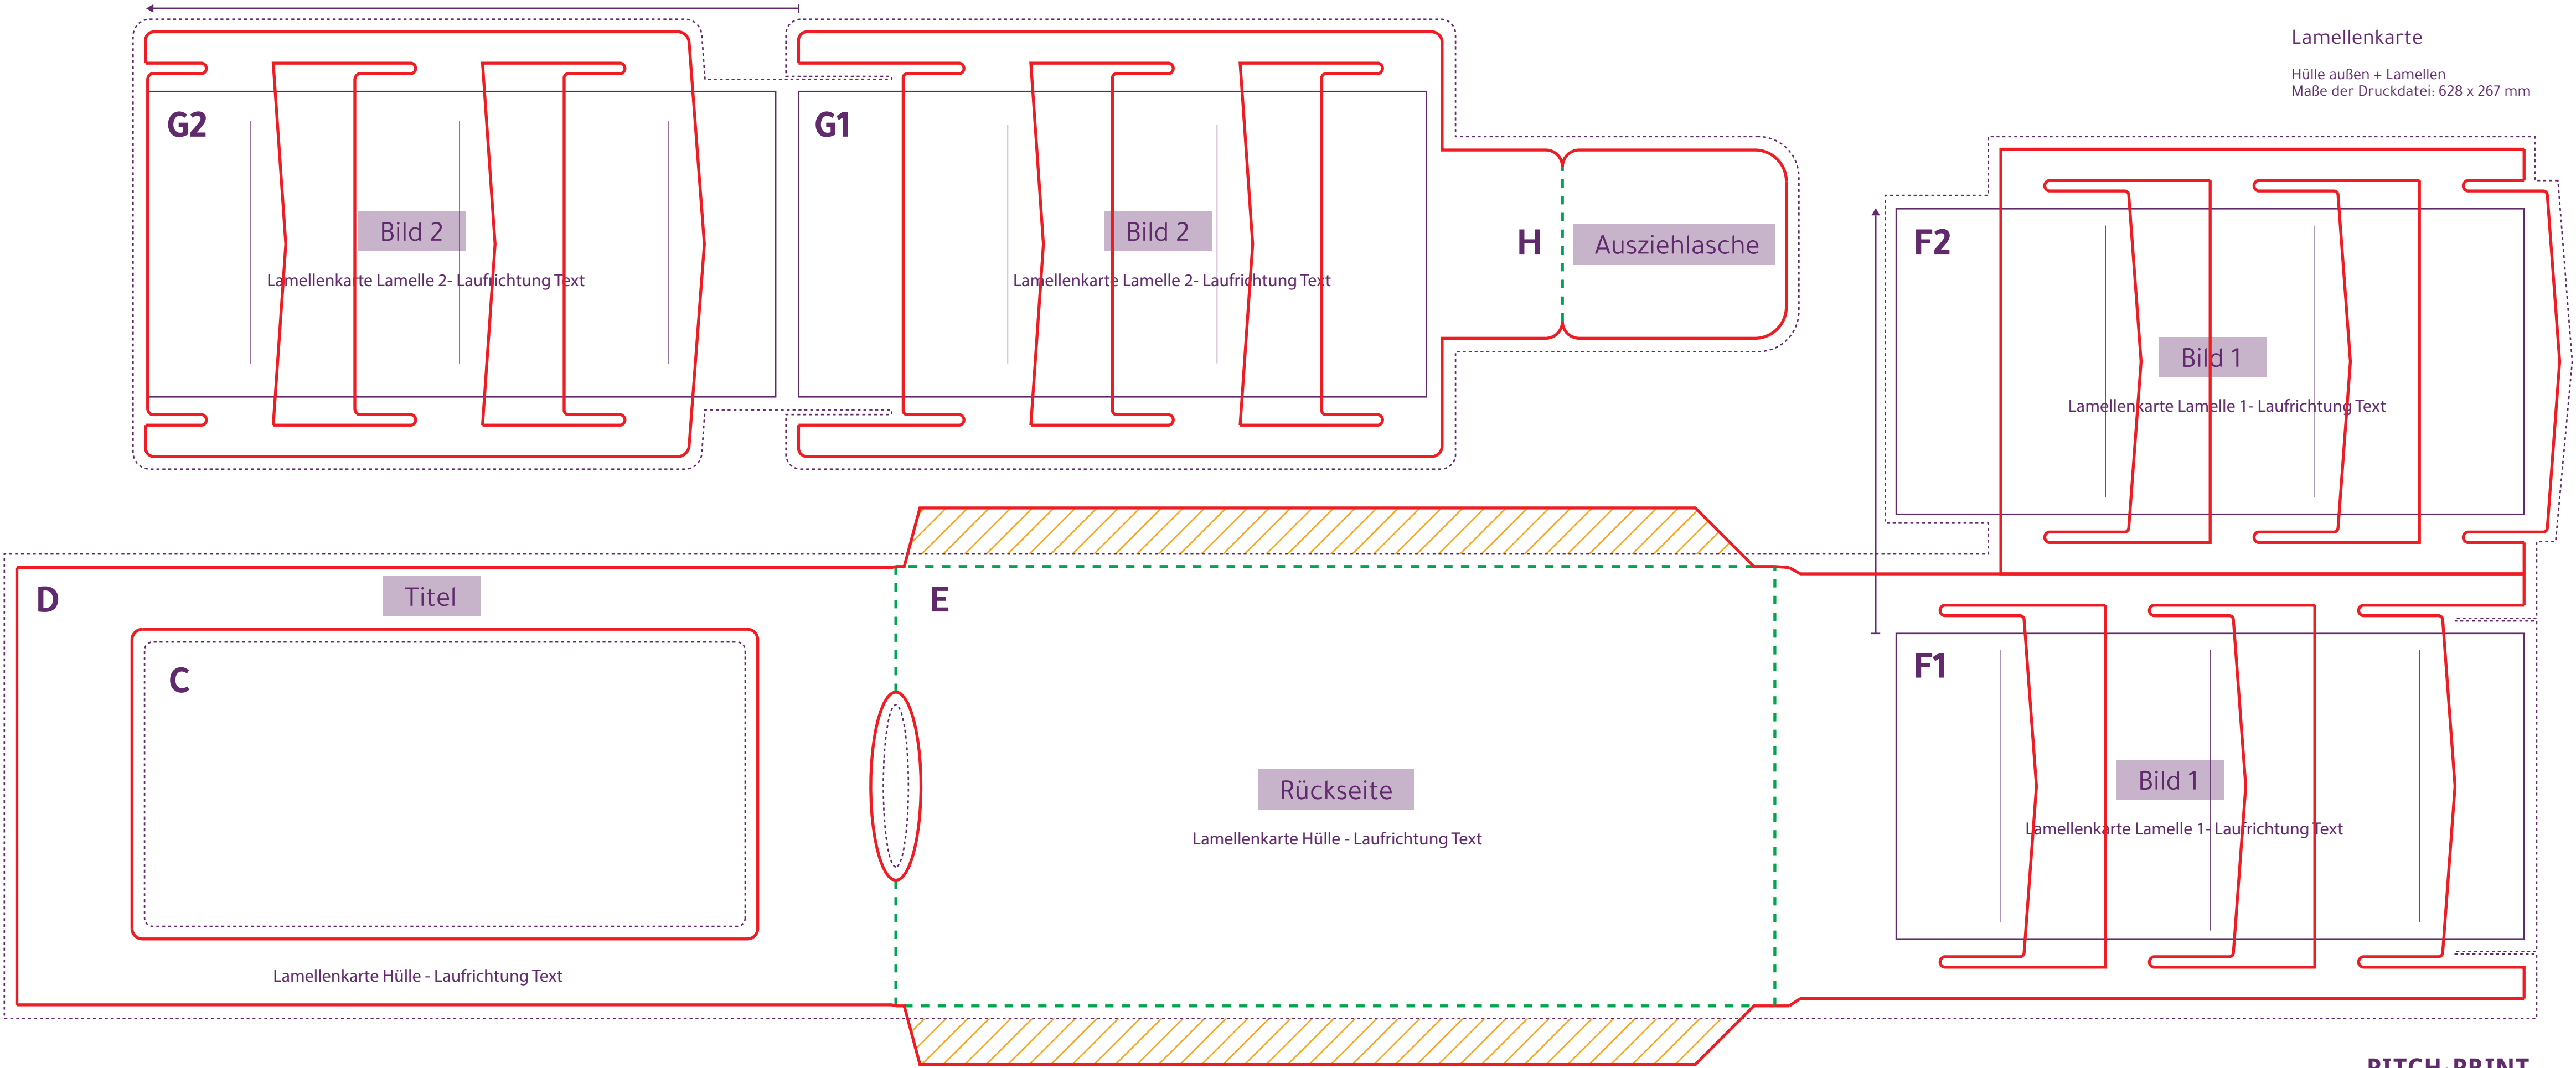 Lamellenkarte
Hülle außen + Lamellen
Maße der Druckdatei: 628 x 267 mm
G2
Bild 2
Lamellenkarte Lamelle 2- Laufrichtung Text
G1
Bild 2
Lamellenkarte Lamelle 2- Laufrichtung Text
H
Ausziehlasche
F2
Bild 1
Lamellenkarte Lamelle 1- Laufrichtung Text
D
Titel
C
Lamellenkarte Hülle - Laufrichtung Text
E
Rückseite
Lamellenkarte Hülle - Laufrichtung Text
F1
Bild 1
Lamellenkarte Lamelle 1- Laufrichtung Text
PITCH.PRINT